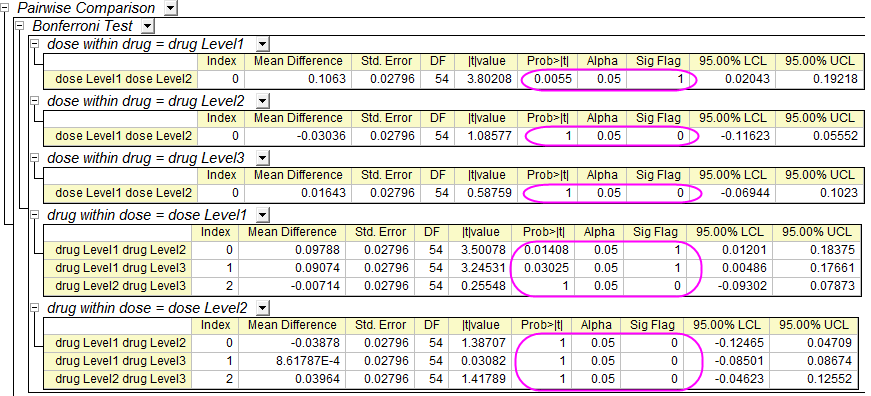 Pairwise Comparison
Bonferroni Test
dose within drug = drug Level1
Index Mean Difference Std. Error DF |t|value Prob>|t| Alpha Sig Flag 95.00% LCL 95.00% UCL
dose Level1 dose Level2 0 0.1063 0.02796 54 3.80208 0.0055 0.05 1 0.02043 0.19218
dose within drug = drug Level2
Index Mean Difference Std. Error DF |t|value Prob>|t| Alpha Sig Flag 95.00% LCL 95.00% UCL
dose Level1 dose Level2 0 -0.03036 0.02796 54 1.08577 1 0.05 0 -0.11623 0.05552
dose within drug = drug Level3
Index Mean Difference Std. Error DF |t|value Prob>|t| Alpha Sig Flag 95.00% LCL 95.00% UCL
dose Level1 dose Level2 0 0.01643 0.02796 54 0.58759 1 0.05 0 -0.06944 0.1023
drug within dose = dose Level1
Index Mean Difference Std. Error DF |t|value Prob>|t| Alpha Sig Flag 95.00% LCL 95.00% UCL
drug Level1 drug Level2 0 0.09788 0.02796 54 3.50078 0.01408 0.05 1 0.01201 0.18375
drug Level1 drug Level3 1 0.09074 0.02796 54 3.24531 0.03025 0.05 1 0.00486 0.17661
drug Level2 drug Level3 2 -0.00714 0.02796 54 0.25548 1 0.05 0 -0.09302 0.07873
drug within dose = dose Level2
Index Mean Difference Std. Error DF |t|value Prob>|t| Alpha Sig Flag 95.00% LCL 95.00% UCL
drug Level1 drug Level2 0 -0.03878 0.02796 54 1.38707 1 0.05 0 -0.12465 0.04709
drug Level1 drug Level3 1 8.61787E-4 0.02796 54 0.03082 1 0.05 0 -0.08501 0.08674
drug Level2 drug Level3 2 0.03964 0.02796 54 1.41789 1 0.05 0 -0.04623 0.12552